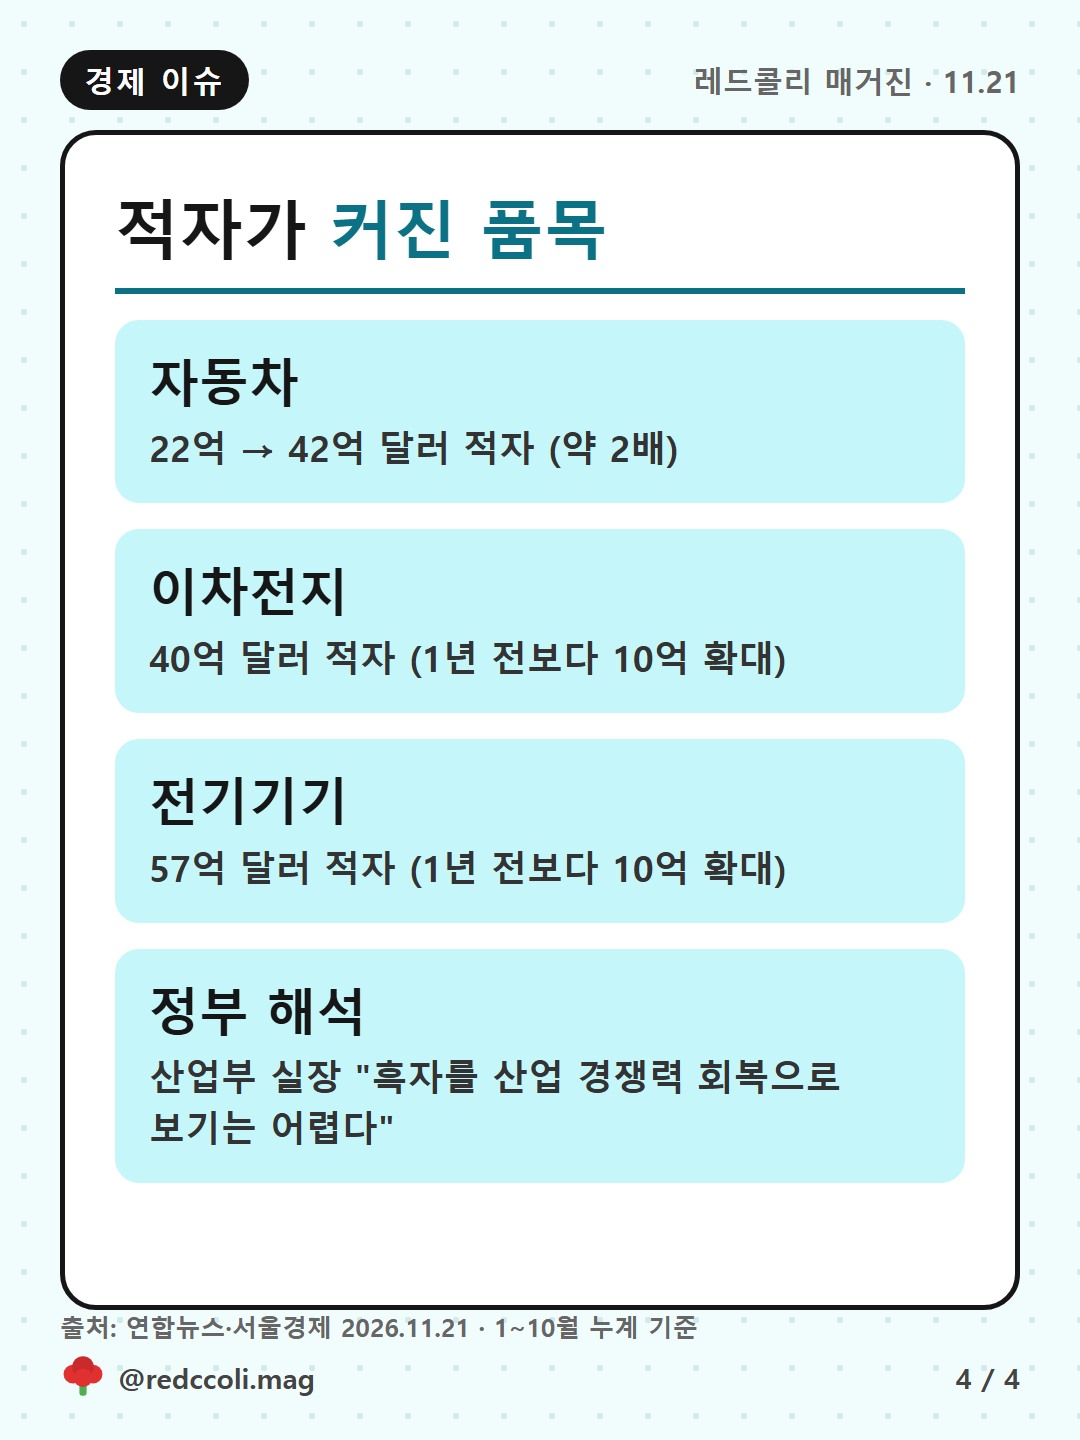 경제 이슈
레드콜리 매거진 · 11.21
적자가 커진 품목
자동차
22억 → 42억 달러 적자 (약 2배)
이차전지
40억 달러 적자 (1년 전보다 10억 확대)
전기기기
57억 달러 적자 (1년 전보다 10억 확대)
정부 해석
산업부 실장 "흑자를 산업 경쟁력 회복으로
보기는 어렵다"
출처: 연합뉴스·서울경제 2026.11.21 · 1~10월 누계 기준
@redccoli.mag
4 / 4